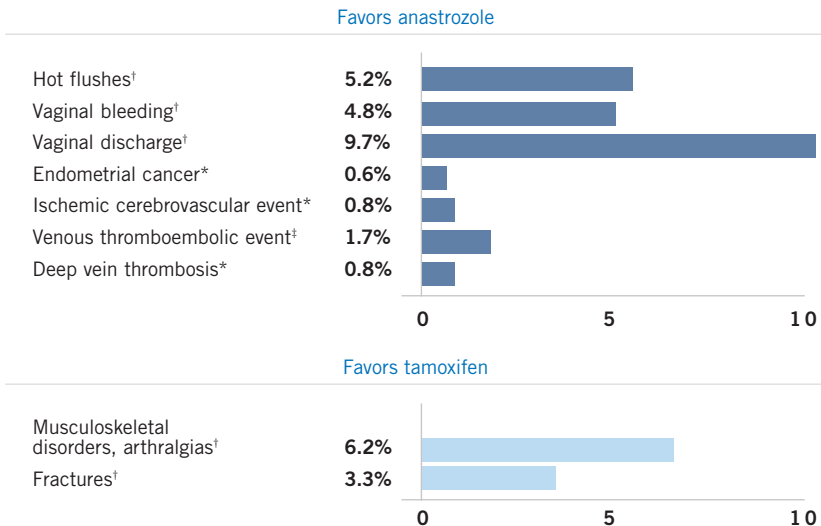 Favors anastrozole
Hot flushes† 5.2%
Vaginal bleeding† 4.8%
Vaginal discharge† 9.7%
Endometrial cancer* 0.6%
Ischemic cerebrovascular event* 0.8%
Venous thromboembolic event‡ 1.7%
Deep vein thrombosis* 0.8%
0 5 10
Favors tamoxifen
Musculoskeletal
disorders, arthralgias† 6.2%
Fractures† 3.3%
0 5 10